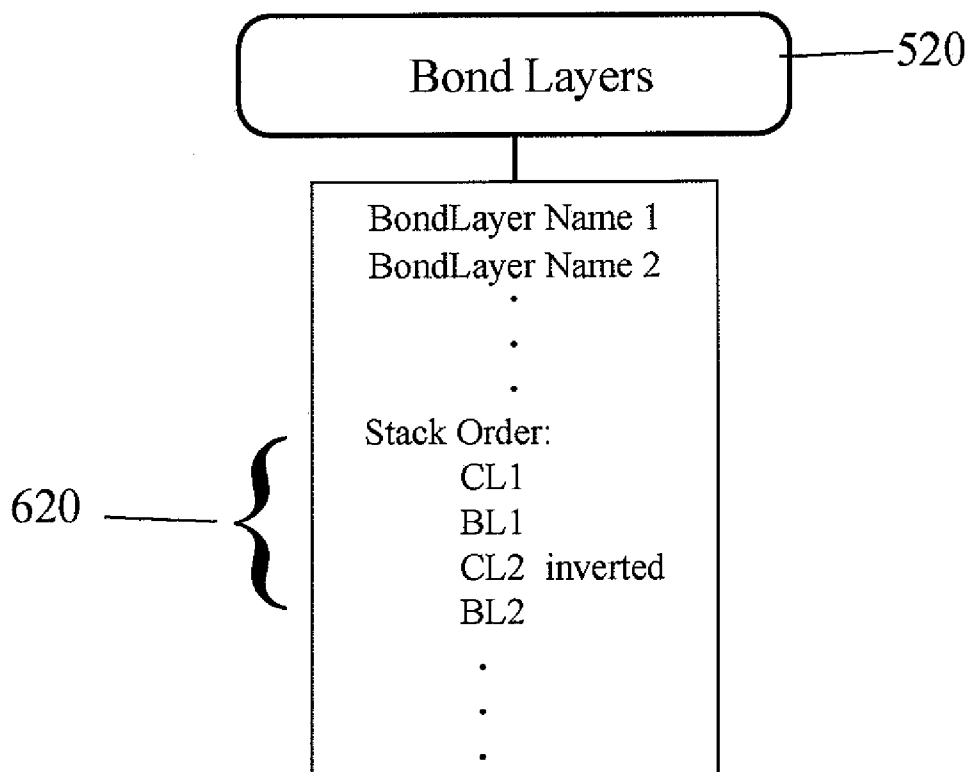 520
Bond Layers
BondLayer Name 1
BondLayer Name 2
.
.
.
Stack Order:
CL1
620
BL1
CL2 inverted
BL2
.
.
.